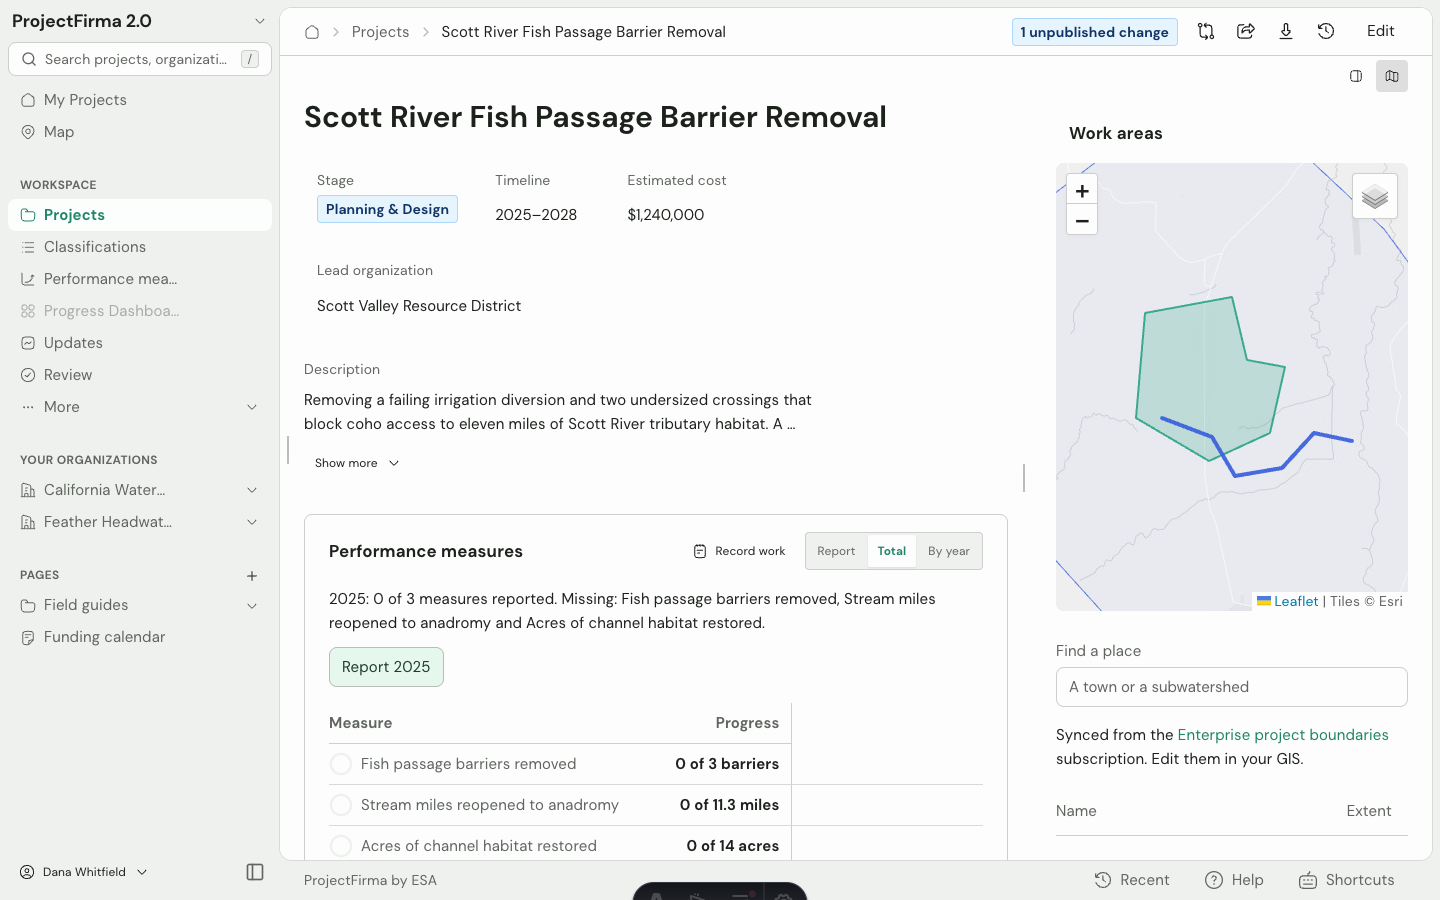 ProjectFirma 2.0
Search projects, organizati...
/
My Projects
Map
WORKSPACE
Projects
Classifications
Performance mea...
Progress Dashboa...
Updates
Review
More
YOUR ORGANIZATIONS
California Water...
Feather Headwat...
PAGES
Field guides
Funding calendar
Dana Whitfield
Projects
Scott River Fish Passage Barrier Removal
1 unpublished change
Edit
Scott River Fish Passage Barrier Removal
Stage
Timeline
Estimated cost
Planning & Design
2025–2028
$1,240,000
Lead organization
Scott Valley Resource District
Description
Removing a failing irrigation diversion and two undersized crossings that
block coho access to eleven miles of Scott River tributary habitat. A ...
Show more
Performance measures
Record work
Report
Total
By year
2025: 0 of 3 measures reported. Missing: Fish passage barriers removed, Stream miles
reopened to anadromy and Acres of channel habitat restored.
Report 2025
Measure
Progress
Fish passage barriers removed
0 of 3 barriers
Stream miles reopened to anadromy
0 of 11.3 miles
Acres of channel habitat restored
0 of 14 acres
Work areas
+
−
Leaflet | Tiles © Esri
Find a place
A town or a subwatershed
Synced from the Enterprise project boundaries
subscription. Edit them in your GIS.
Name
Extent
ProjectFirma by ESA
Recent
Help
Shortcuts